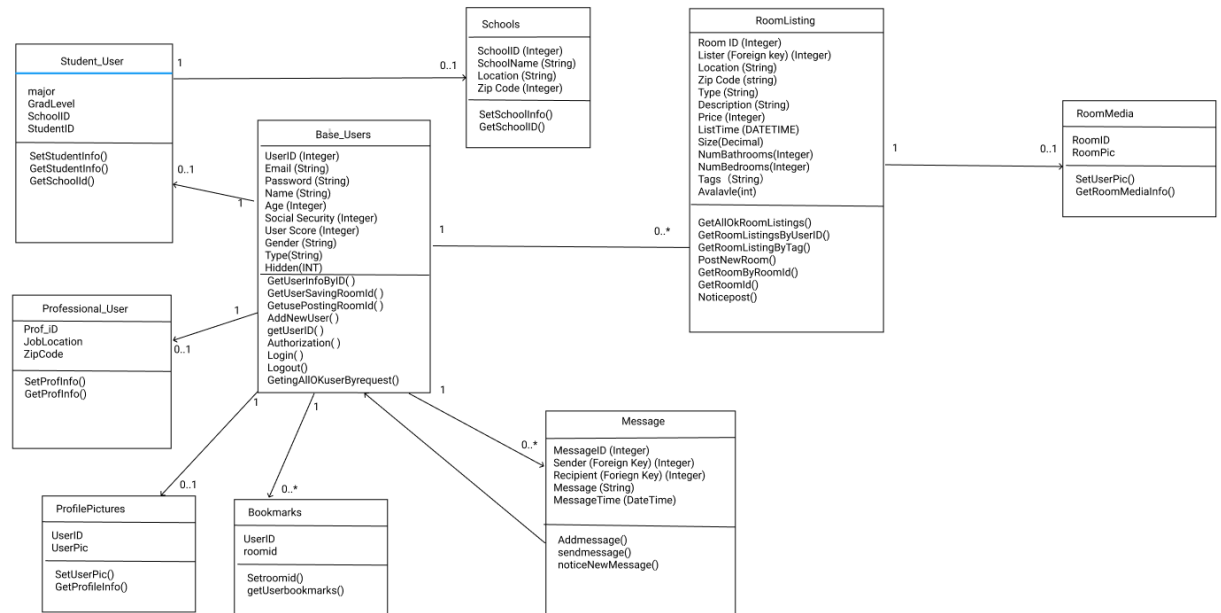 Student_User
major
GradLevel
SchoolID
StudentID
SetStudentInfo()
GetStudentInfo()
GetSchoolId()
1
0..1
Schools
SchoolID (Integer)
SchoolName (String)
Location (String)
Zip Code (Integer)
SetSchoolInfo()
GetSchoolID()
Base_Users
UserID (Integer)
Email (String)
Password (String)
Name (String)
Age (Integer)
Social Security (Integer)
User Score (Integer)
Gender (String)
Type(String)
Hidden(INT)
GetUserInfoByID( )
GetUserSavingRoomId( )
GetusePostingRoomId( )
AddNewUser( )
getUserID( )
Authorization( )
Login( )
Logout()
GetingAllOKuserByrequest()
0..1
1
1
0..*
RoomListing
Room ID (Integer)
Lister (Foreign key) (Integer)
Location (String)
Zip Code (string)
Type (String)
Description (String)
Price (Integer)
ListTime (DATETIME)
Size(Decimal)
NumBathrooms(Integer)
NumBedrooms(Integer)
Tags（String)
Avalavle(int)
GetAllOkRoomListings()
GetRoomListingsByUserID()
GetRoomListingByTag()
PostNewRoom()
GetRoomByRoomId()
GetRoomId()
Noticepost()
1
0..1
RoomMedia
RoomID
RoomPic
SetUserPic()
GetRoomMediaInfo()
Professional_User
Prof_iD
JobLocation
ZipCode
SetProfInfo()
GetProfInfo()
1
0..1
1
0..1
ProfilePictures
UserID
UserPic
SetUserPic()
GetProfileInfo()
1
0..*
Bookmarks
UserID
roomid
Setroomid()
getUserbookmarks()
1
0..*
Message
MessageID (Integer)
Sender (Foreign Key) (Integer)
Recipient (Foriegn Key) (Integer)
Message (String)
MessageTime (DateTime)
Addmessage()
sendmessage()
noticeNewMessage()